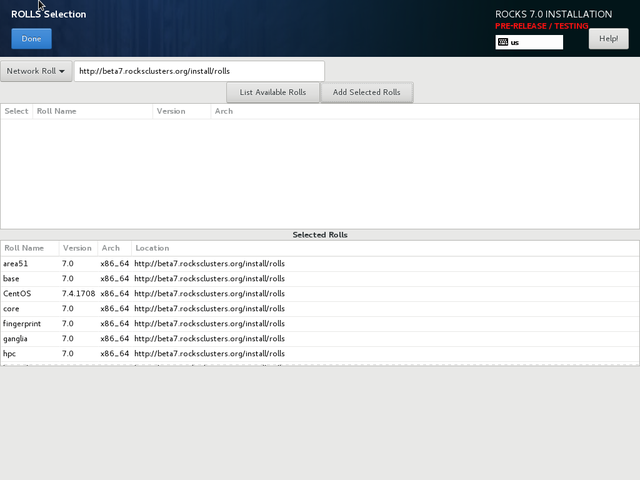 ROLLS Selection
ROCKS 7.0 INSTALLATION
PRE-RELEASE / TESTING
Done
us
Help!
Network Roll
http://beta7.rocksclusters.org/install/rolls
List Available Rolls
Add Selected Rolls
Select Roll Name Version Arch
Selected Rolls
Roll Name Version Arch Location
area51 7.0 x86_64 http://beta7.rocksclusters.org/install/rolls
base 7.0 x86_64 http://beta7.rocksclusters.org/install/rolls
CentOS 7.4.1708 x86_64 http://beta7.rocksclusters.org/install/rolls
core 7.0 x86_64 http://beta7.rocksclusters.org/install/rolls
fingerprint 7.0 x86_64 http://beta7.rocksclusters.org/install/rolls
ganglia 7.0 x86_64 http://beta7.rocksclusters.org/install/rolls
hpc 7.0 x86_64 http://beta7.rocksclusters.org/install/rolls